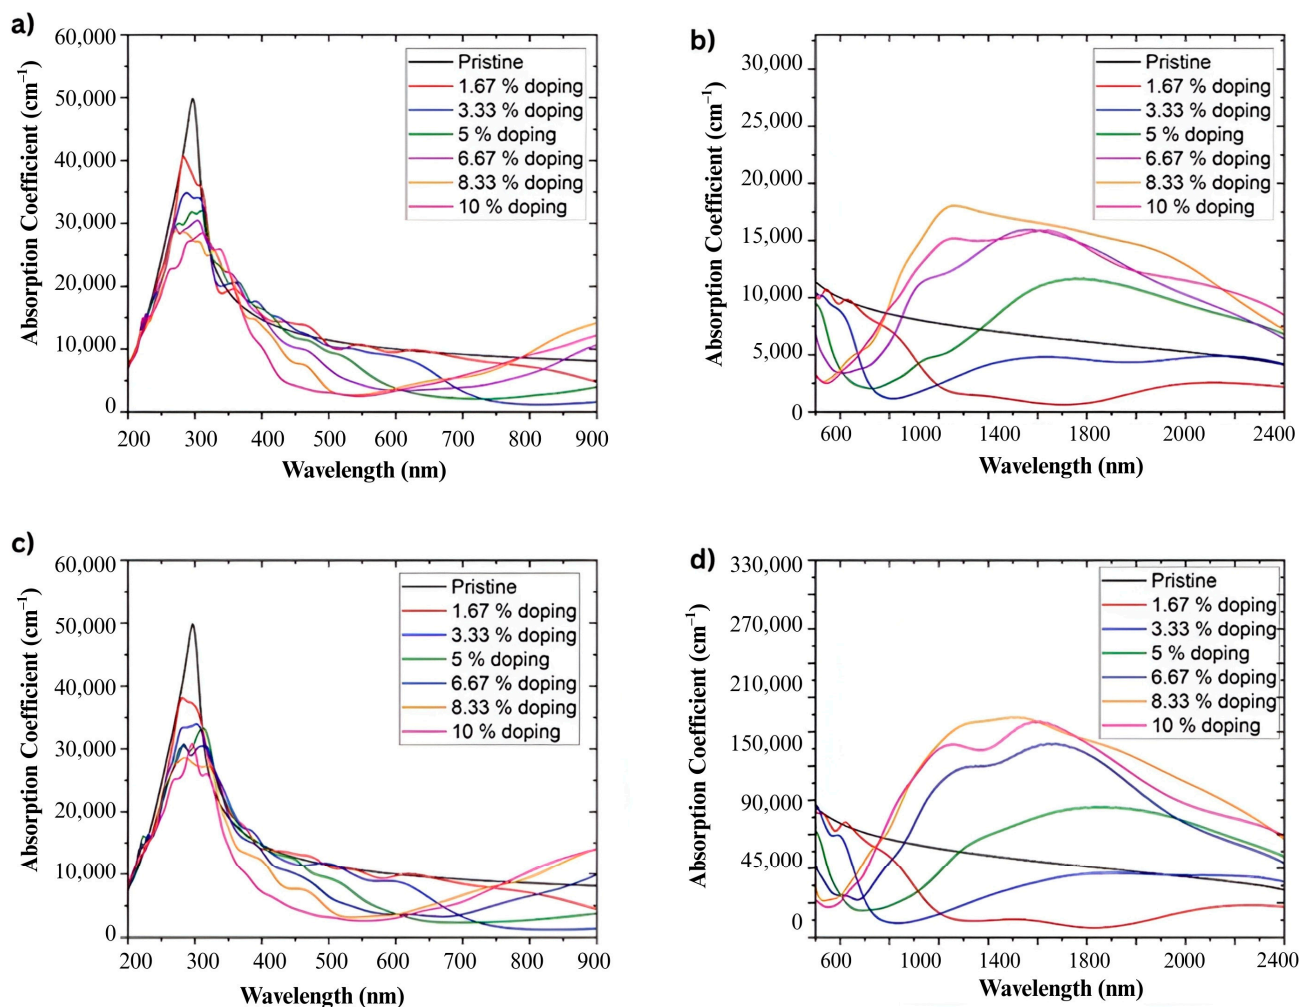 a)
60,000
50,000
40,000
30,000
20,000
10,000
0
Absorption Coefficient (cm⁻¹)
Pristine
1.67 % doping
3.33 % doping
5 % doping
6.67 % doping
8.33 % doping
10 % doping
200 300 400 500 600 700 800 900
Wavelength (nm)
b)
30,000
25,000
20,000
15,000
10,000
5,000
0
Absorption Coefficient (cm⁻¹)
Pristine
1.67 % doping
3.33 % doping
5 % doping
6.67 % doping
8.33 % doping
10 % doping
600 1000 1400 1800 2000 2400
Wavelength (nm)
c)
60,000
50,000
40,000
30,000
20,000
10,000
0
Absorption Coefficient (cm⁻¹)
Pristine
1.67 % doping
3.33 % doping
5 % doping
6.67 % doping
8.33 % doping
10 % doping
200 300 400 500 600 700 800 900
Wavelength (nm)
d)
330,000
270,000
210,000
150,000
90,000
45,000
0
Absorption Coefficient (cm⁻¹)
Pristine
1.67 % doping
3.33 % doping
5 % doping
6.67 % doping
8.33 % doping
10 % doping
600 1000 1400 1800 2000 2400
Wavelength (nm)